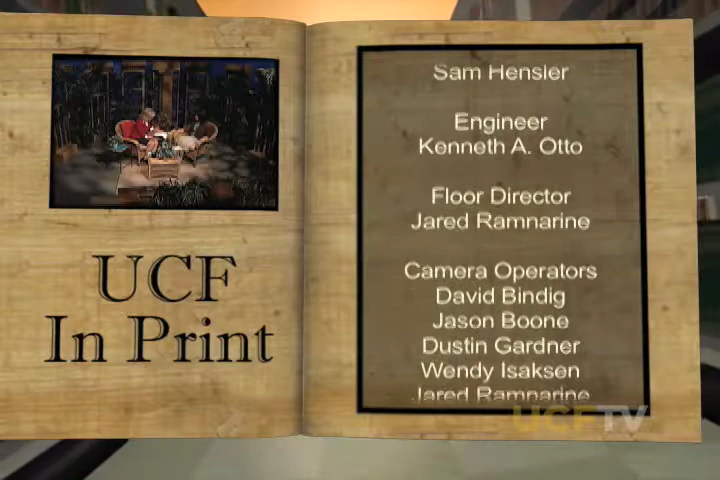 UCF
In Print
Sam Hensler
Engineer
Kenneth A. Otto
Floor Director
Jared Ramnarine
Camera Operators
David Bindig
Jason Boone
Dustin Gardner
Wendy Isaksen
Jared Ramnarine
UCFTV